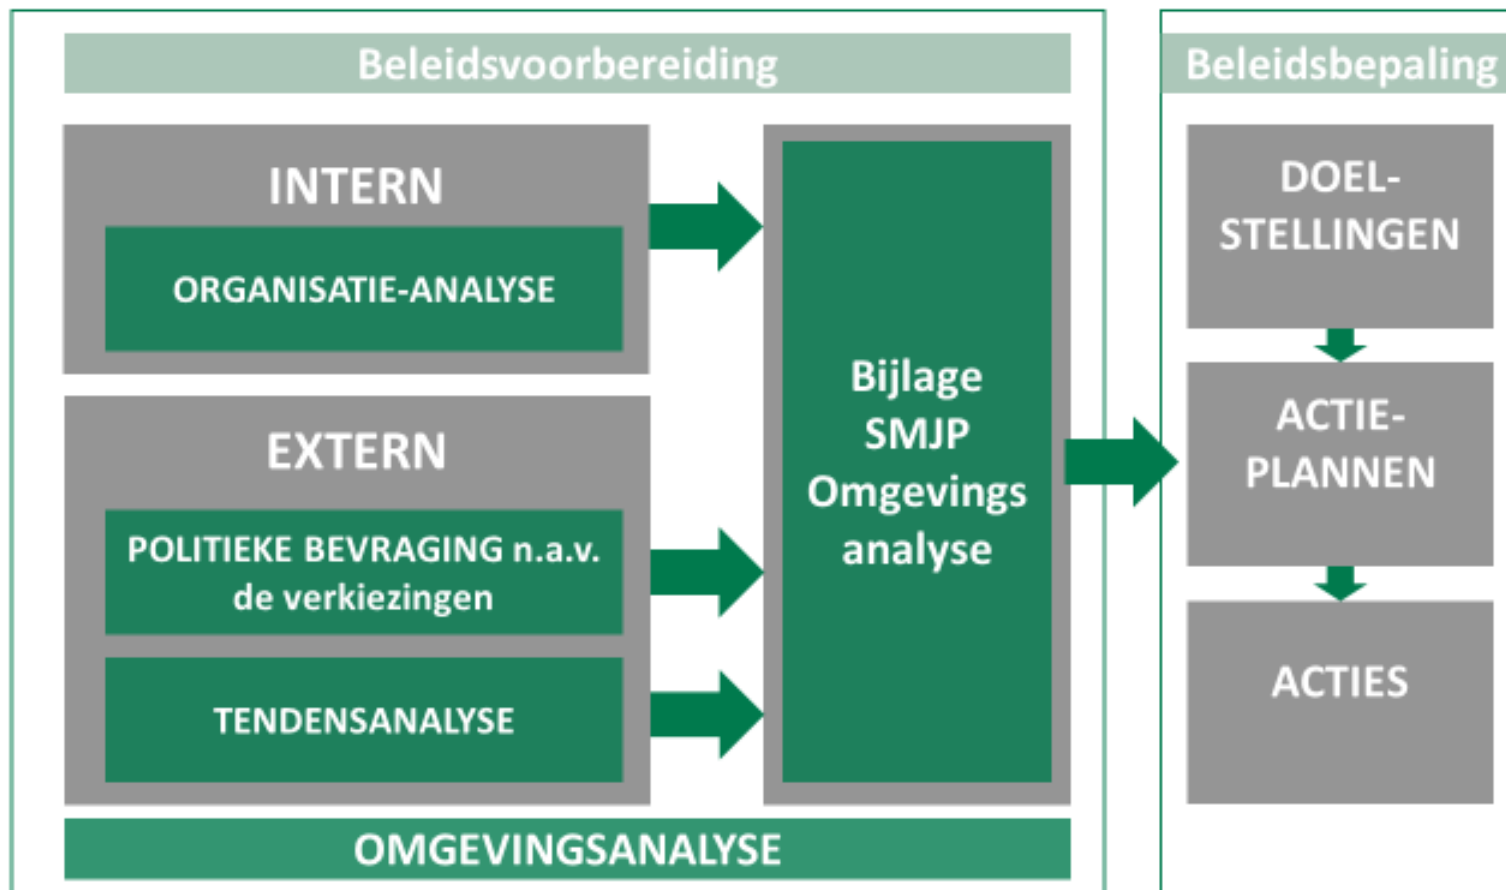 Beleidsvoorbereiding
INTERN
ORGANISATIE-ANALYSE
EXTERN
POLITIEKE BEVRAGING n.a.v.
de verkiezingen
TENDENSANALYSE
Bijlage
SMJP
Omgevings
analyse
OMGEVINGSANALYSE
Beleidsbepaling
DOEL-
STELLINGEN
ACTIE-
PLANNEN
ACTIES